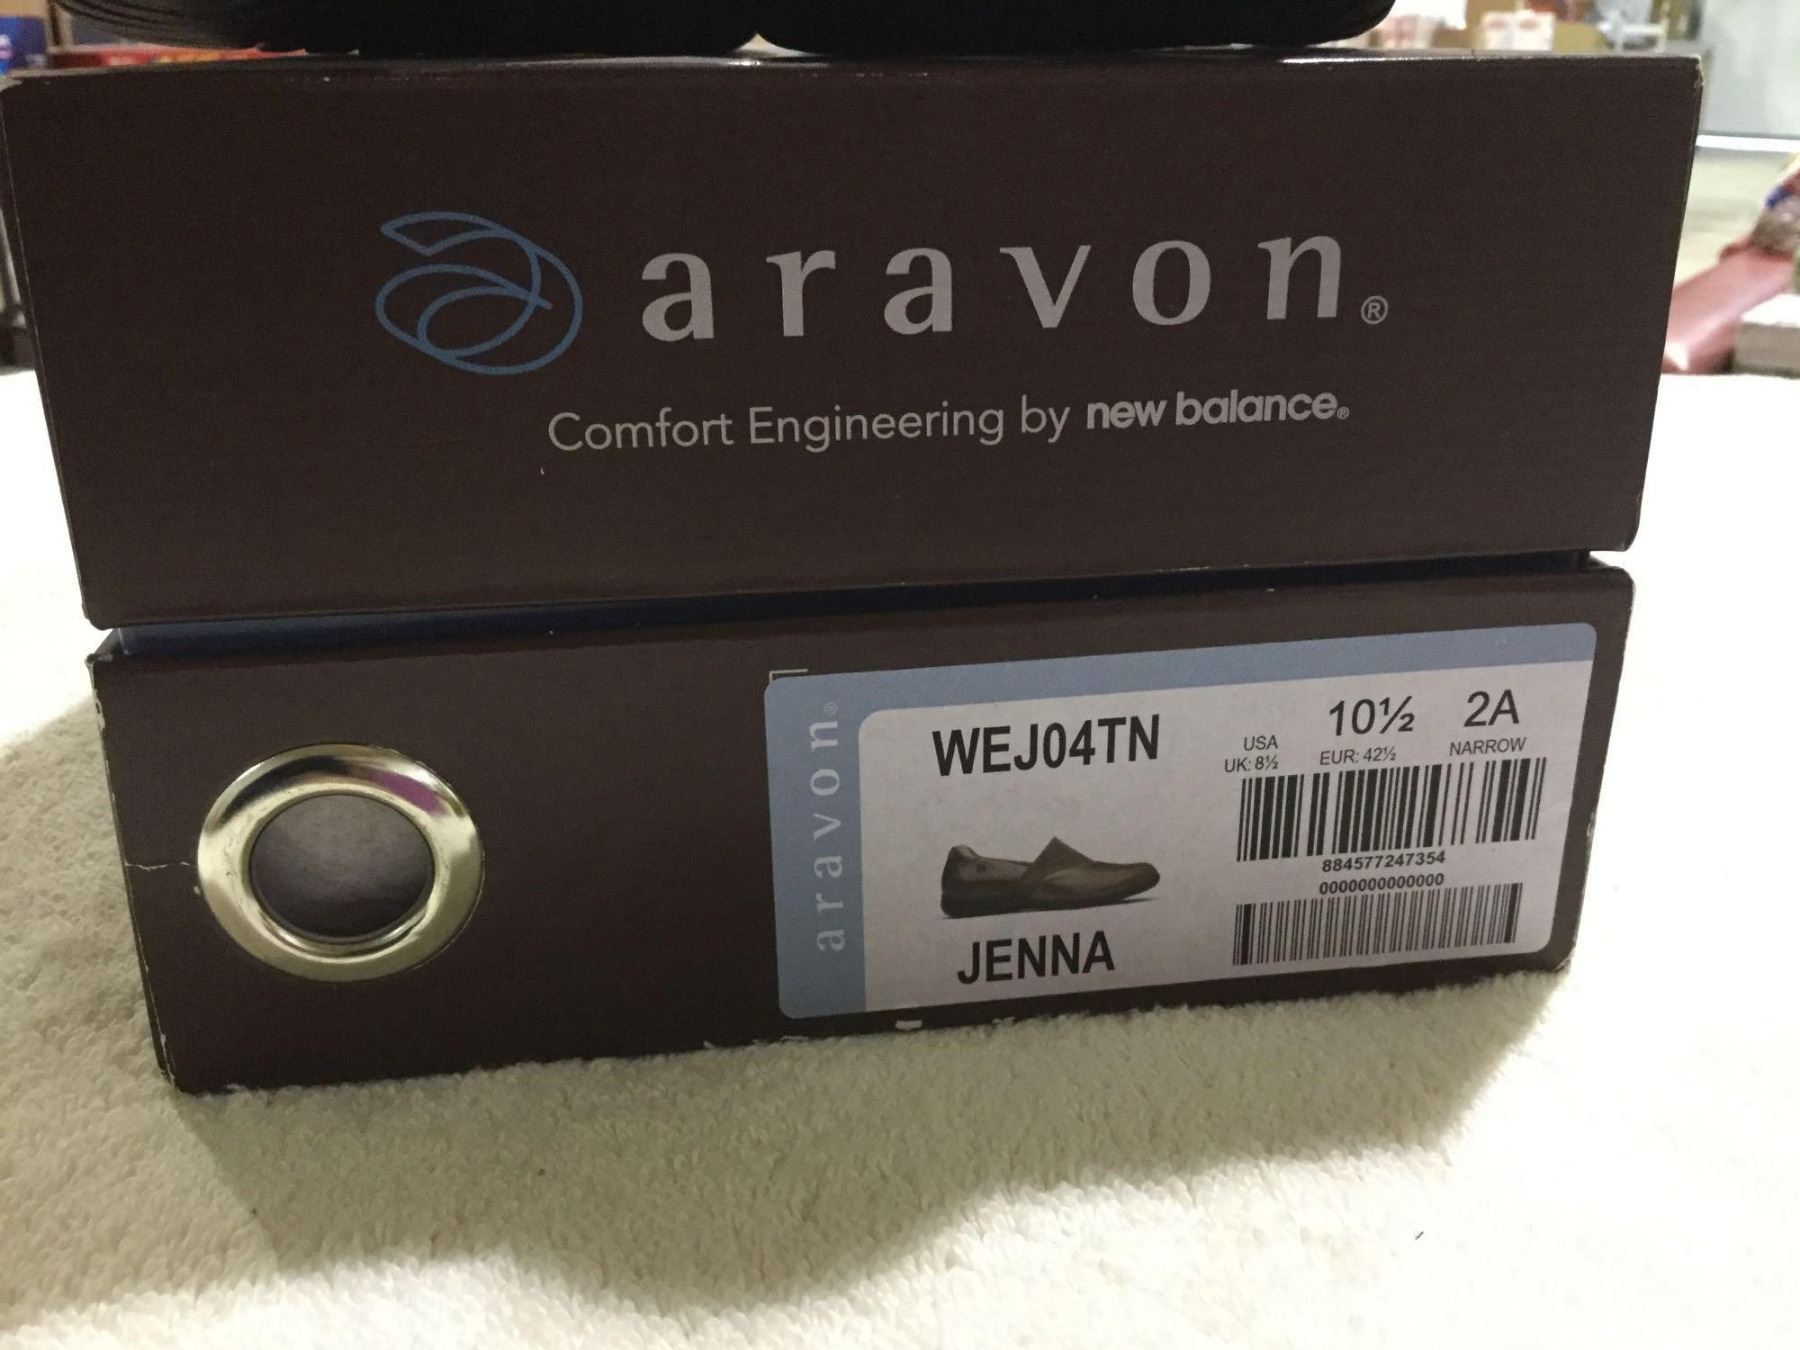 aravon®
Comfort Engineering by new balance®
aravon®
WEJ04TN
JENNA
USA 10½ 2A
UK: 8½ EUR: 42½ NARROW
884577247354
0000000000000